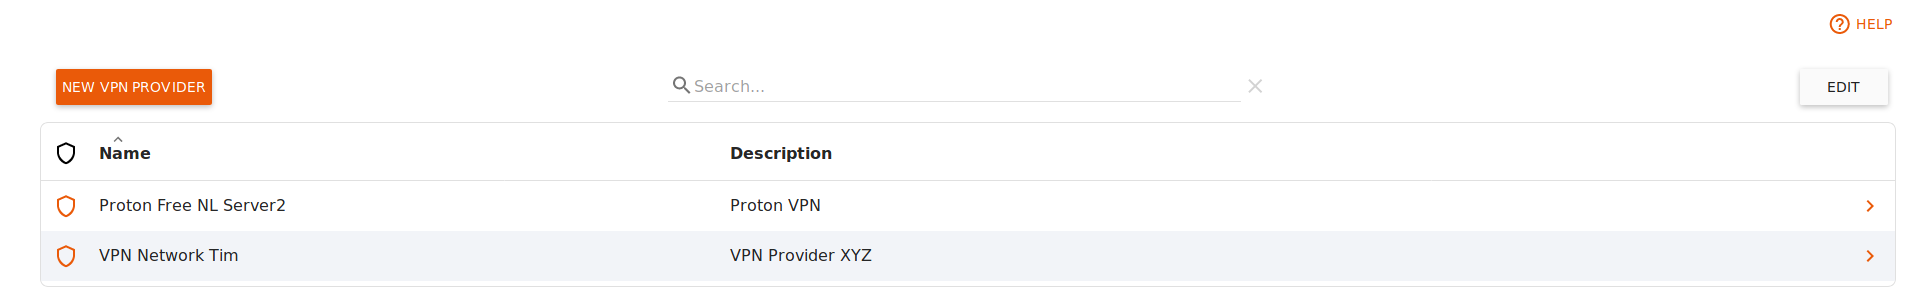 HELP
NEW VPN PROVIDER Search... EDIT
Name Description
Proton Free NL Server2 Proton VPN
VPN Network Tim VPN Provider XYZ